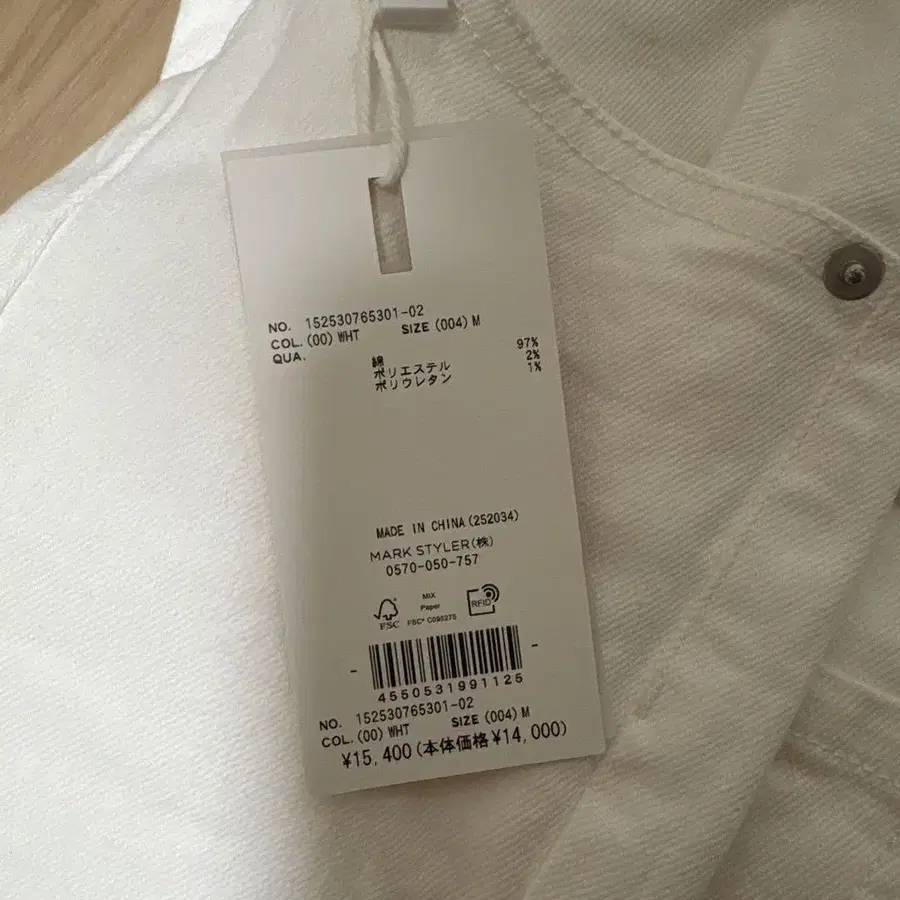 NO. 152530765301-02
COL. (00) WHT SIZE (004) M
QUA.
綿 97%
ポリエステル 2%
ポリウレタン 1%
MADE IN CHINA (252034)
MARK STYLER(株)
0570-050-757
FSC
MIX
Paper
FSC® C095275
RFID
4550531991125
NO. 152530765301-02
COL. (00) WHT SIZE (004) M
¥15,400(本体価格¥14,000)